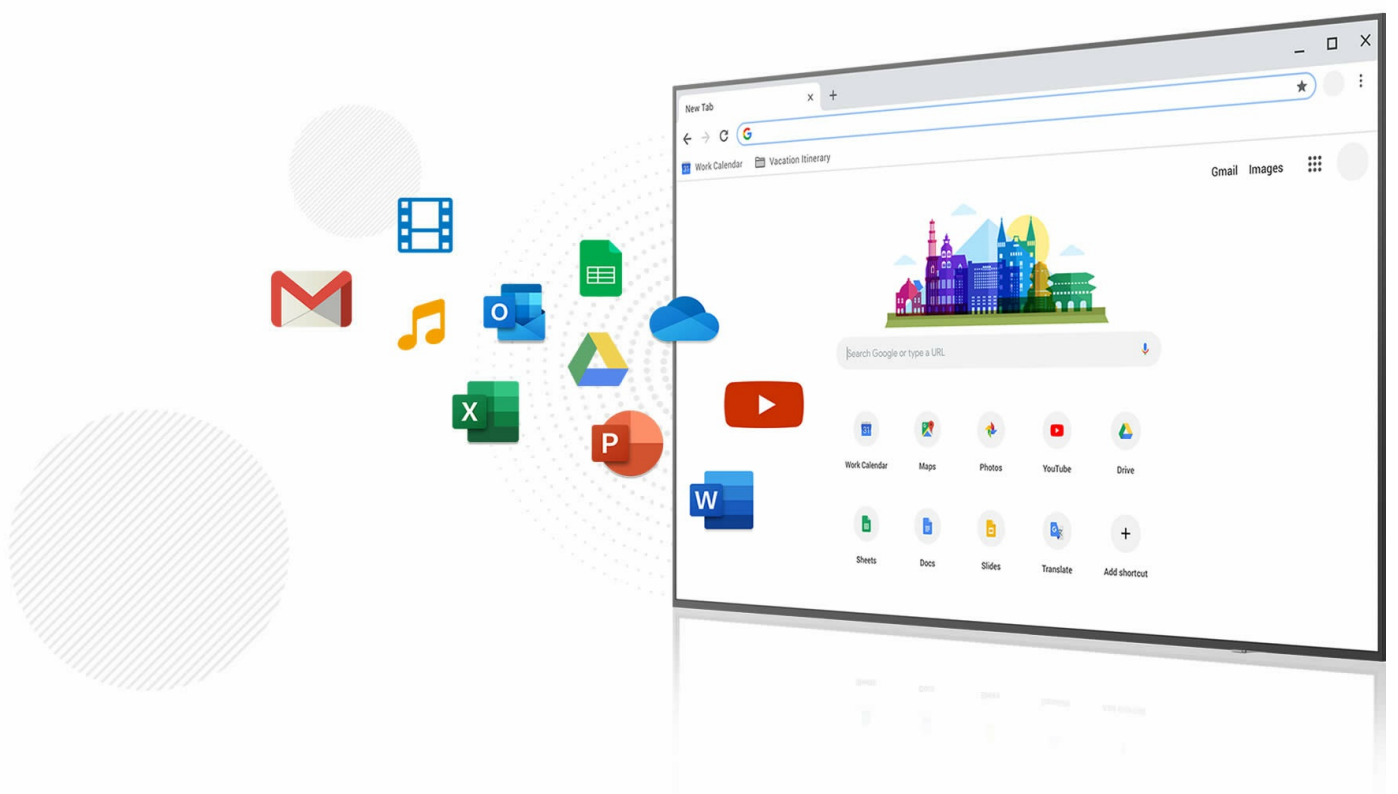 New Tab
Work Calendar
Vacation Itinerary
Gmail Images
O
X
P
W
Search Google or type a URL
31
Work Calendar Maps Photos YouTube Drive
Sheets Docs Slides Translate Add shortcut